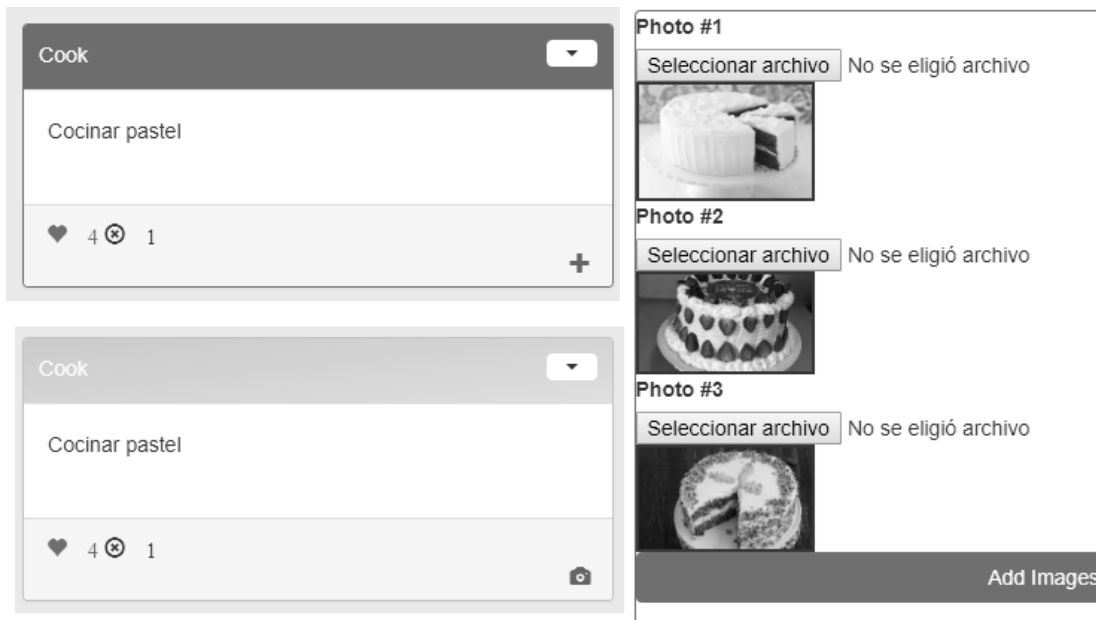 Cook
Cocinar pastel
4 1
Cook
Cocinar pastel
4 1
Photo #1
Seleccionar archivo No se eligió archivo
Photo #2
Seleccionar archivo No se eligió archivo
Photo #3
Seleccionar archivo No se eligió archivo
Add Images